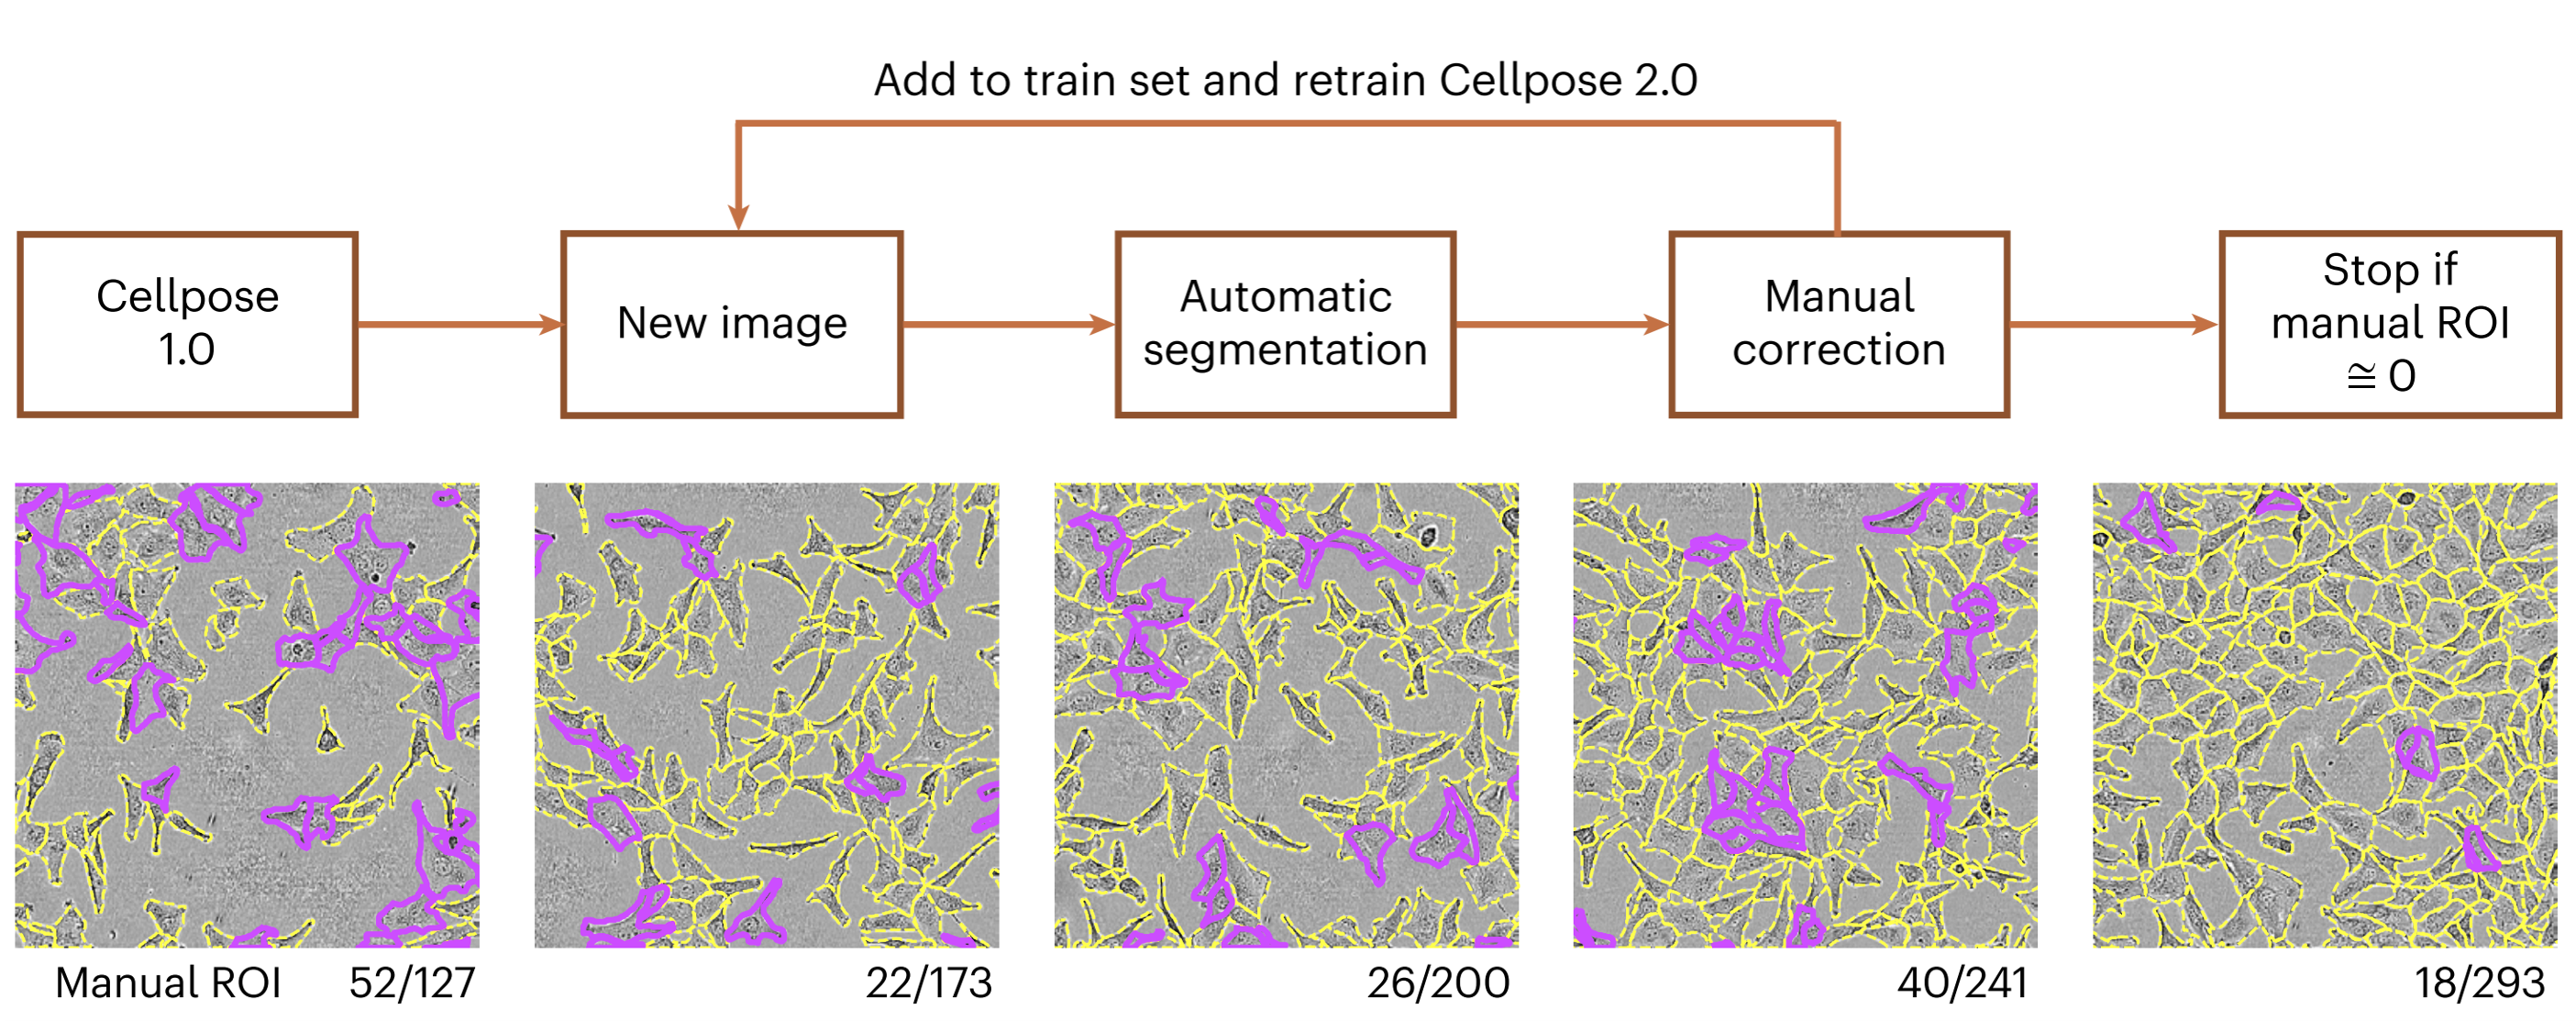 Add to train set and retrain Cellpose 2.0
Cellpose
1.0
New image
Automatic
segmentation
Manual
correction
Stop if
manual ROI
≅ 0
Manual ROI 52/127
22/173
26/200
40/241
18/293